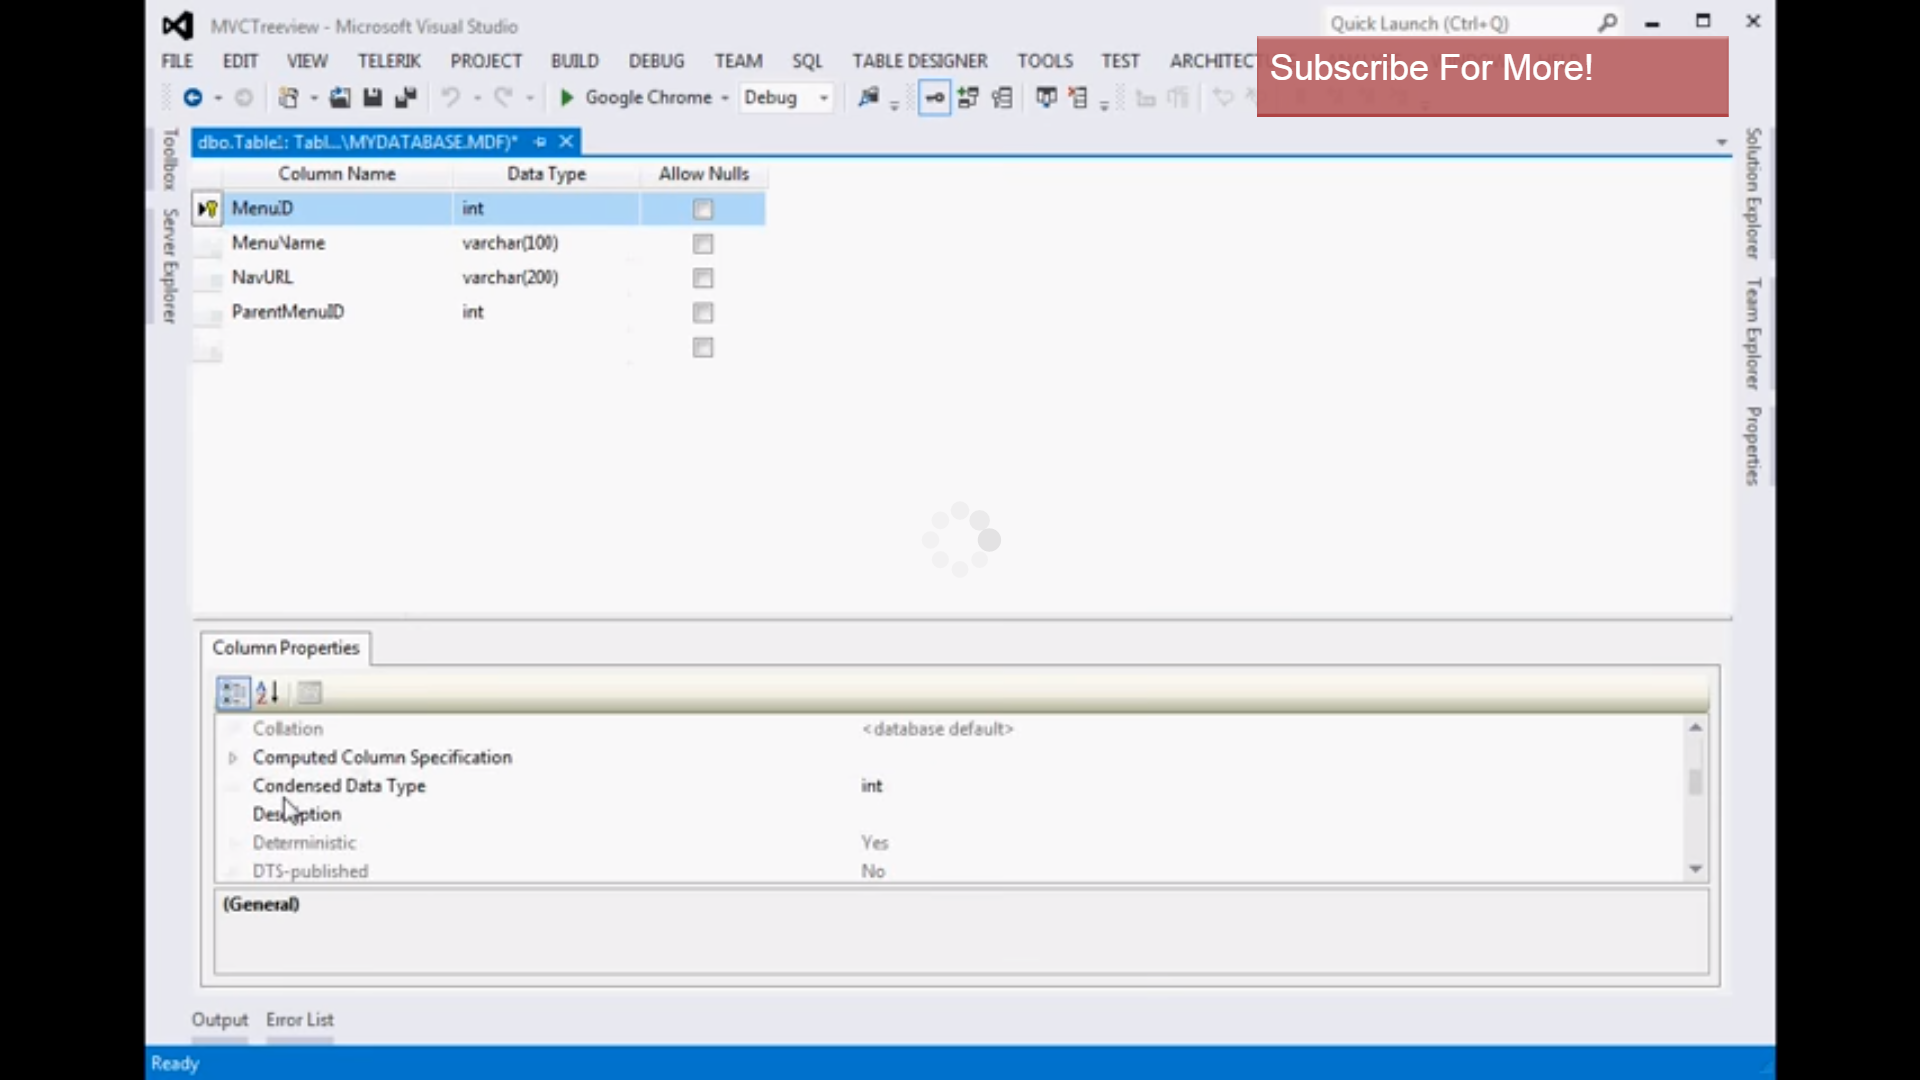 MVCTreeview - Microsoft Visual Studio
Quick Launch (Ctrl+Q)
FILE EDIT VIEW TELERIK PROJECT BUILD DEBUG TEAM SQL TABLE DESIGNER TOOLS TEST ARCHITECTU
Subscribe For More!
Google Chrome Debug
dbo.Table1: Tabl...\MYDATABASE.MDF)*
Toolbox
Server Explorer
Column Name Data Type Allow Nulls
MenuID int
MenuName varchar(100)
NavURL varchar(200)
ParentMenuID int
Solution Explorer
Team Explorer
Properties
Column Properties
Collation <database default>
Computed Column Specification
Condensed Data Type int
Description
Deterministic Yes
DTS-published No
(General)
Output Error List
Ready